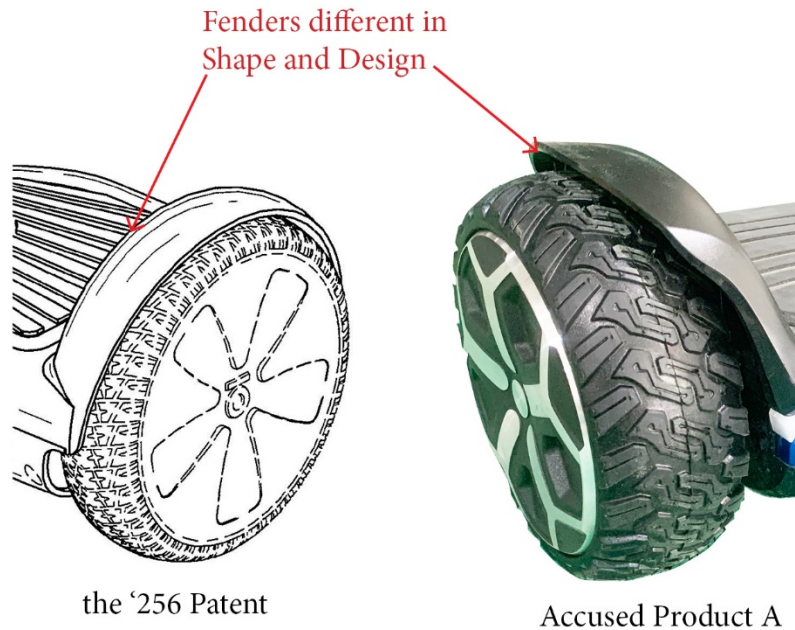 Fenders different in
Shape and Design
the ‘256 Patent
Accused Product A